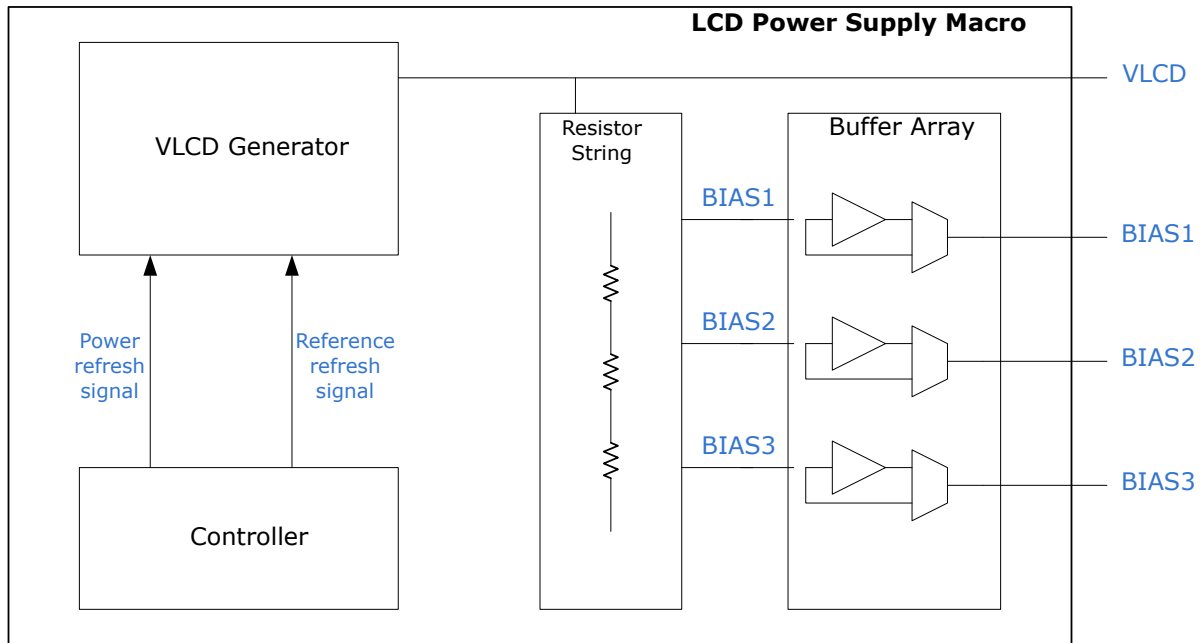 LCD Power Supply Macro
VLCD
VLCD Generator
Resistor
String
Buffer Array
BIAS1
BIAS1
BIAS2
BIAS2
Power
refresh
signal
Reference
refresh
signal
BIAS3
BIAS3
Controller